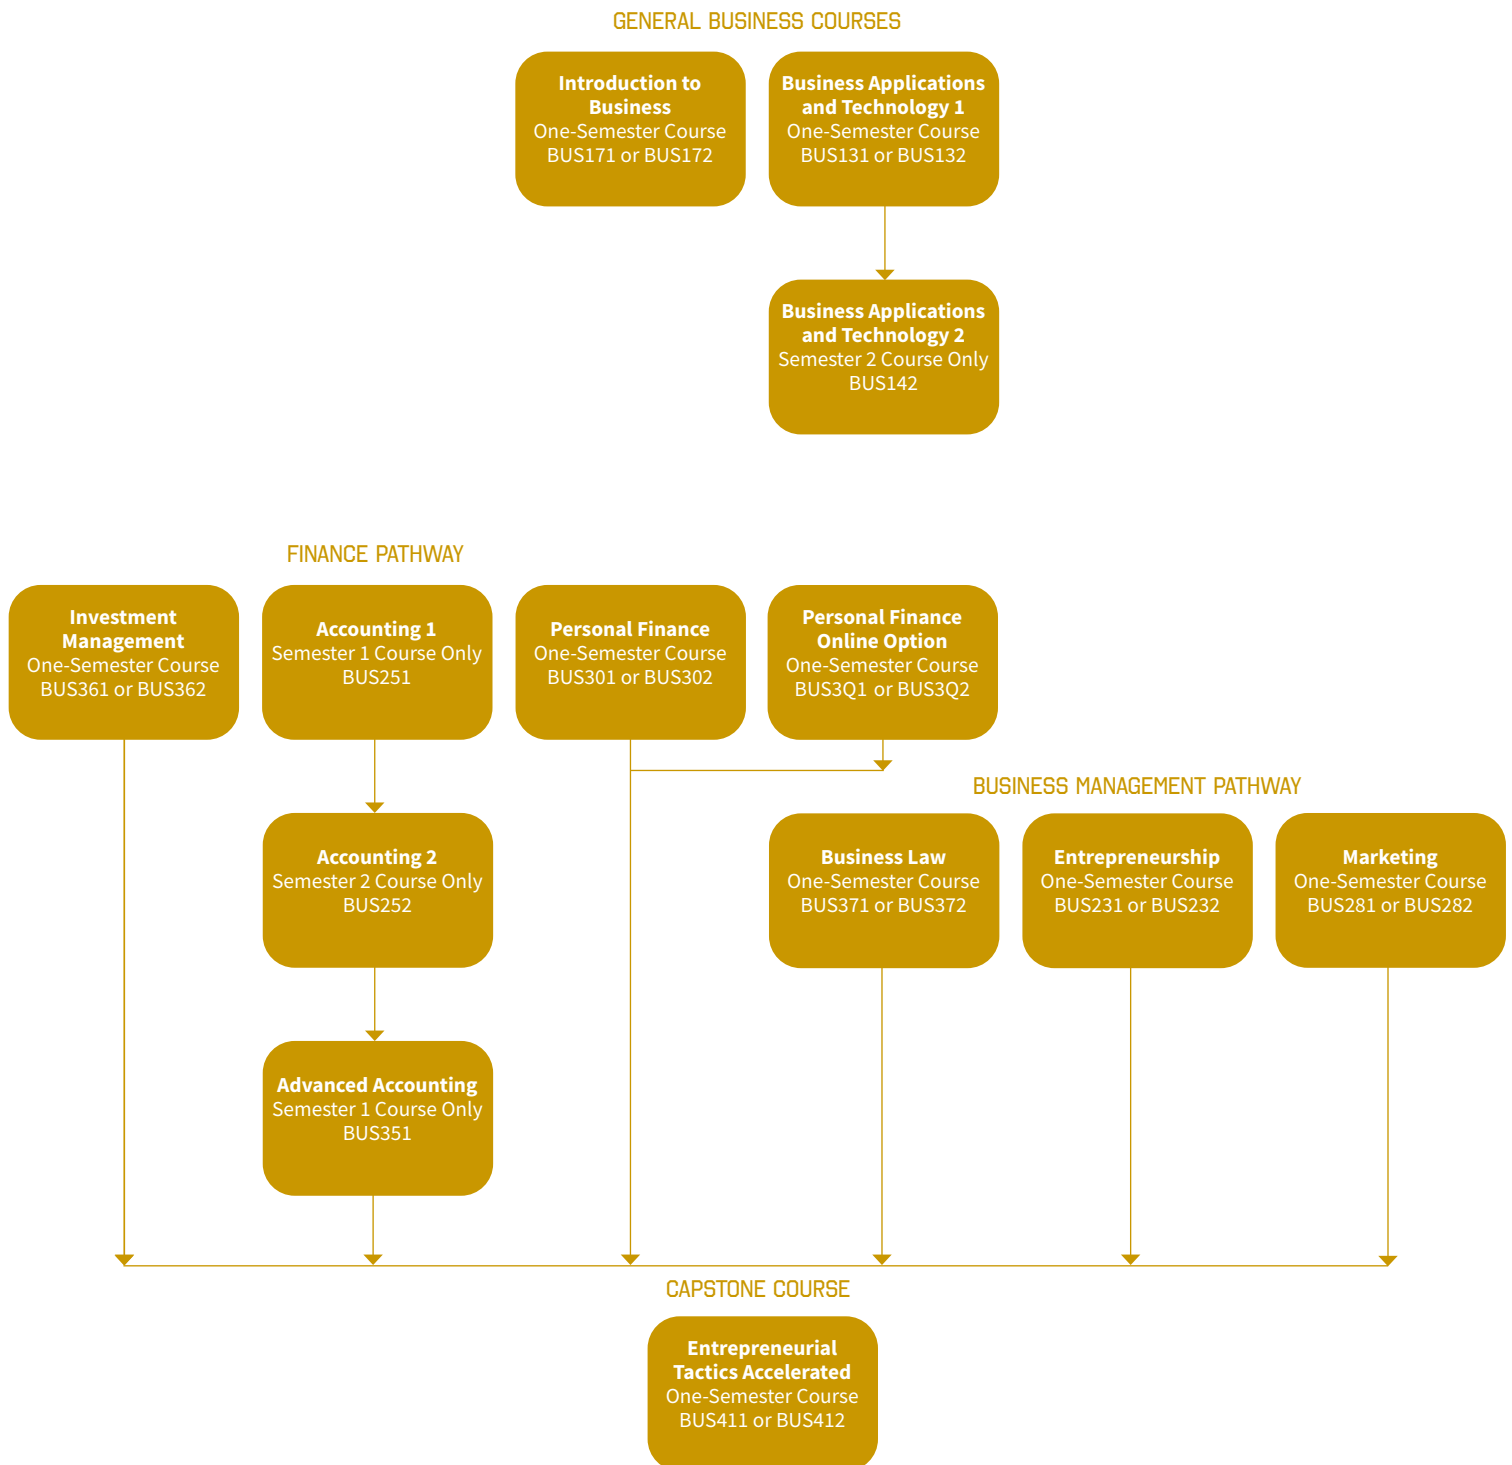 GENERAL BUSINESS COURSES
Introduction to
Business
One-Semester Course
BUS171 or BUS172
Business Applications
and Technology 1
One-Semester Course
BUS131 or BUS132
Business Applications
and Technology 2
Semester 2 Course Only
BUS142
FINANCE PATHWAY
Investment
Management
One-Semester Course
BUS361 or BUS362
Accounting 1
Semester 1 Course Only
BUS251
Personal Finance
One-Semester Course
BUS301 or BUS302
Personal Finance
Online Option
One-Semester Course
BUS3Q1 or BUS3Q2
Accounting 2
Semester 2 Course Only
BUS252
Advanced Accounting
Semester 1 Course Only
BUS351
BUSINESS MANAGEMENT PATHWAY
Business Law
One-Semester Course
BUS371 or BUS372
Entrepreneurship
One-Semester Course
BUS231 or BUS232
Marketing
One-Semester Course
BUS281 or BUS282
CAPSTONE COURSE
Entrepreneurial
Tactics Accelerated
One-Semester Course
BUS411 or BUS412